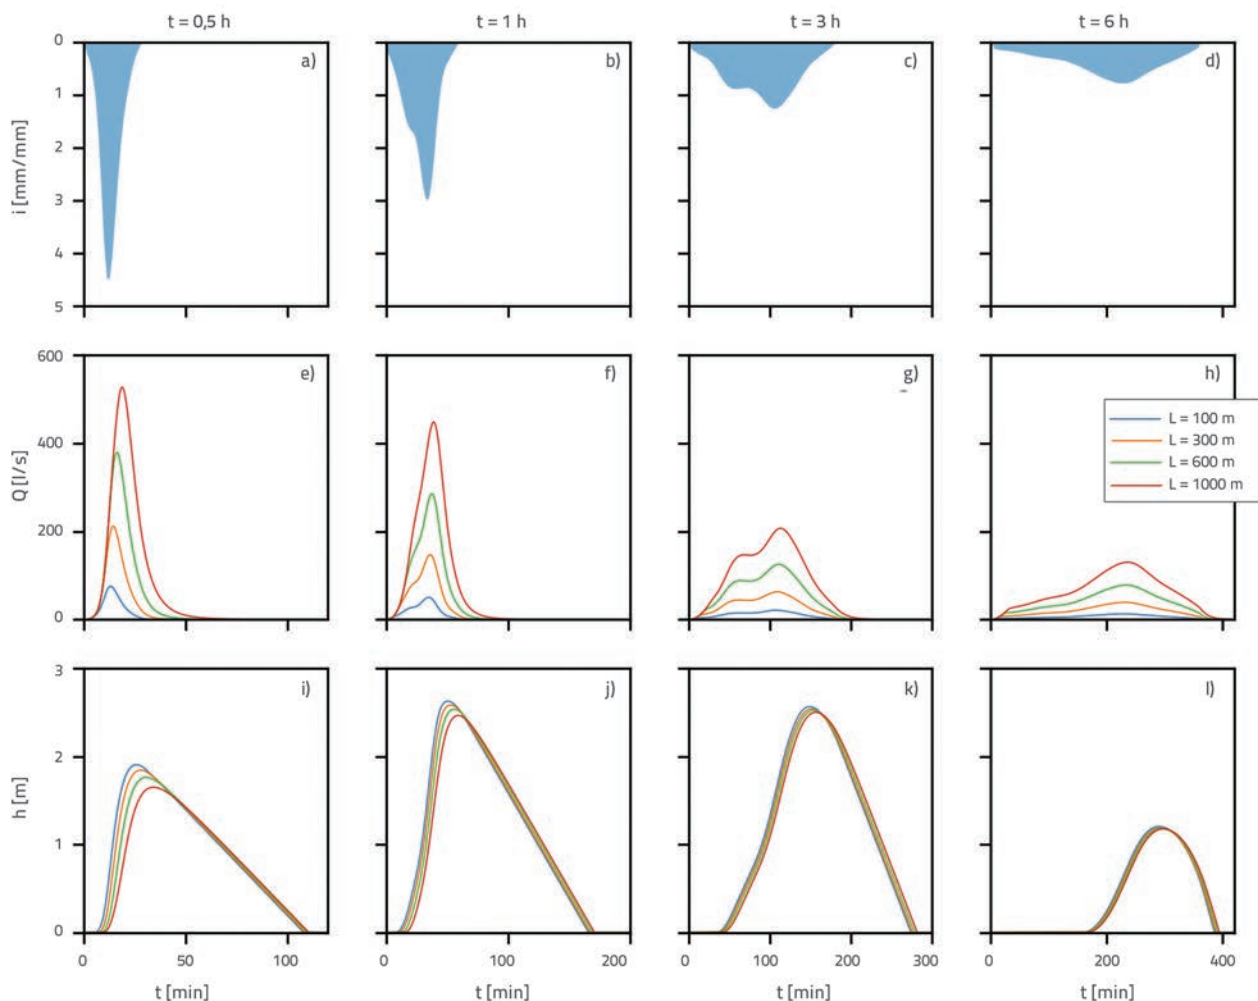 t = 0,5 h
t = 1 h
t = 3 h
t = 6 h
0
1
2
3
4
5
i [mm/mm]
a)
b)
c)
d)
600
400
200
0
Q [l/s]
e)
f)
g)
h)
L = 100 m
L = 300 m
L = 600 m
L = 1000 m
3
2
1
0
h [m]
i)
j)
k)
l)
0 50 100
0 100 200
0 100 200 300
0 200 400
t [min]
t [min]
t [min]
t [min]